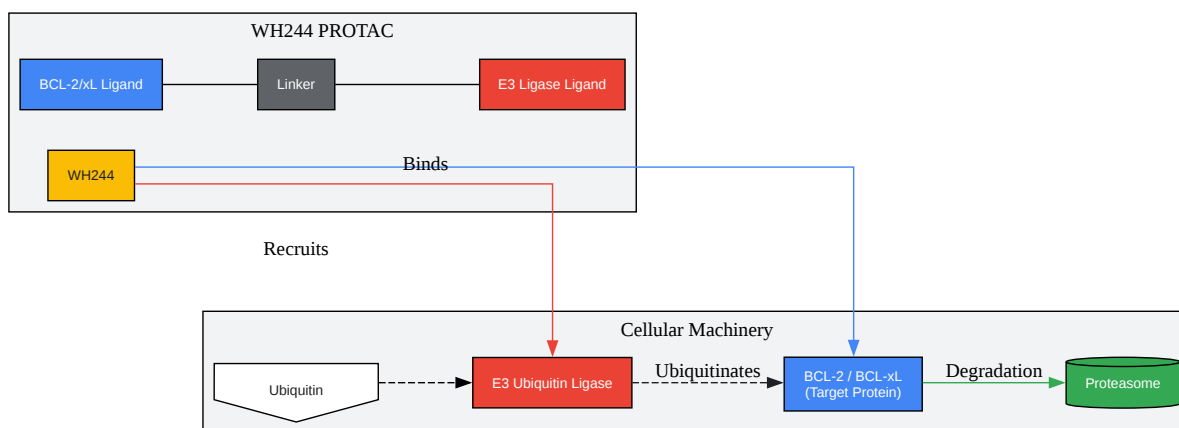 WH244 PROTAC
BCL-2/xL Ligand
Linker
E3 Ligase Ligand
Binds
WH244
Recruits
Cellular Machinery
Ubiquitin
E3 Ubiquitin Ligase
Ubiquitinates
BCL-2 / BCL-xL
(Target Protein)
Degradation
Proteasome